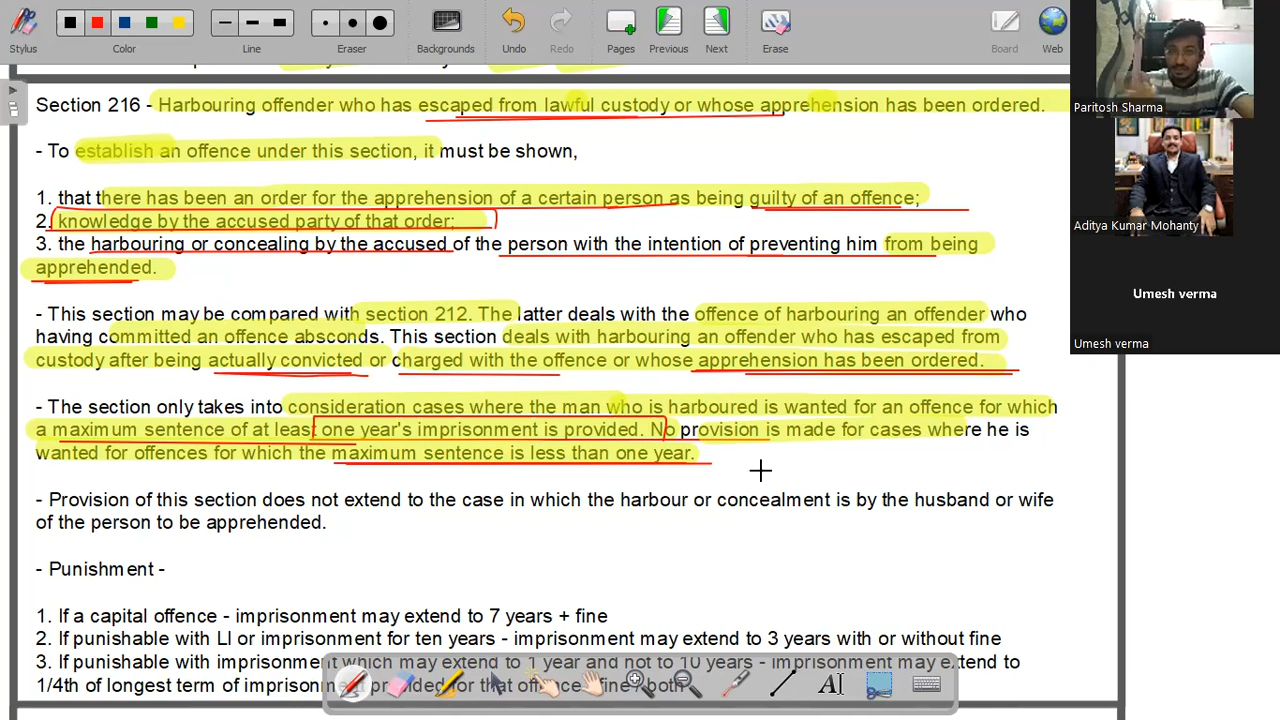 Stylus
Color
Line
Eraser
Backgrounds
Undo
Redo
Pages
Previous
Next
Erase
Board
Web
Section 216 - Harbouring offender who has escaped from lawful custody or whose apprehension has been ordered.
- To establish an offence under this section, it must be shown,
1. that there has been an order for the apprehension of a certain person as being guilty of an offence;
2. knowledge by the accused party of that order;
3. the harbouring or concealing by the accused of the person with the intention of preventing him from being
apprehended.
- This section may be compared with section 212. The latter deals with the offence of harbouring an offender who
having committed an offence absconds. This section deals with harbouring an offender who has escaped from
custody after being actually convicted or charged with the offence or whose apprehension has been ordered.
- The section only takes into consideration cases where the man who is harboured is wanted for an offence for which
a maximum sentence of at least one year's imprisonment is provided. No provision is made for cases where he is
wanted for offences for which the maximum sentence is less than one year.
- Provision of this section does not extend to the case in which the harbour or concealment is by the husband or wife
of the person to be apprehended.
- Punishment -
1. If a capital offence - imprisonment may extend to 7 years + fine
2. If punishable with LI or imprisonment for ten years - imprisonment may extend to 3 years with or without fine
3. If punishable with imprisonment which may extend to 1 year and not to 10 years - imprisonment may extend to
1/4th of longest term of imprisonment provided for that offence / fine / both
Paritosh Sharma
Aditya Kumar Mohanty
Umesh verma
Umesh verma